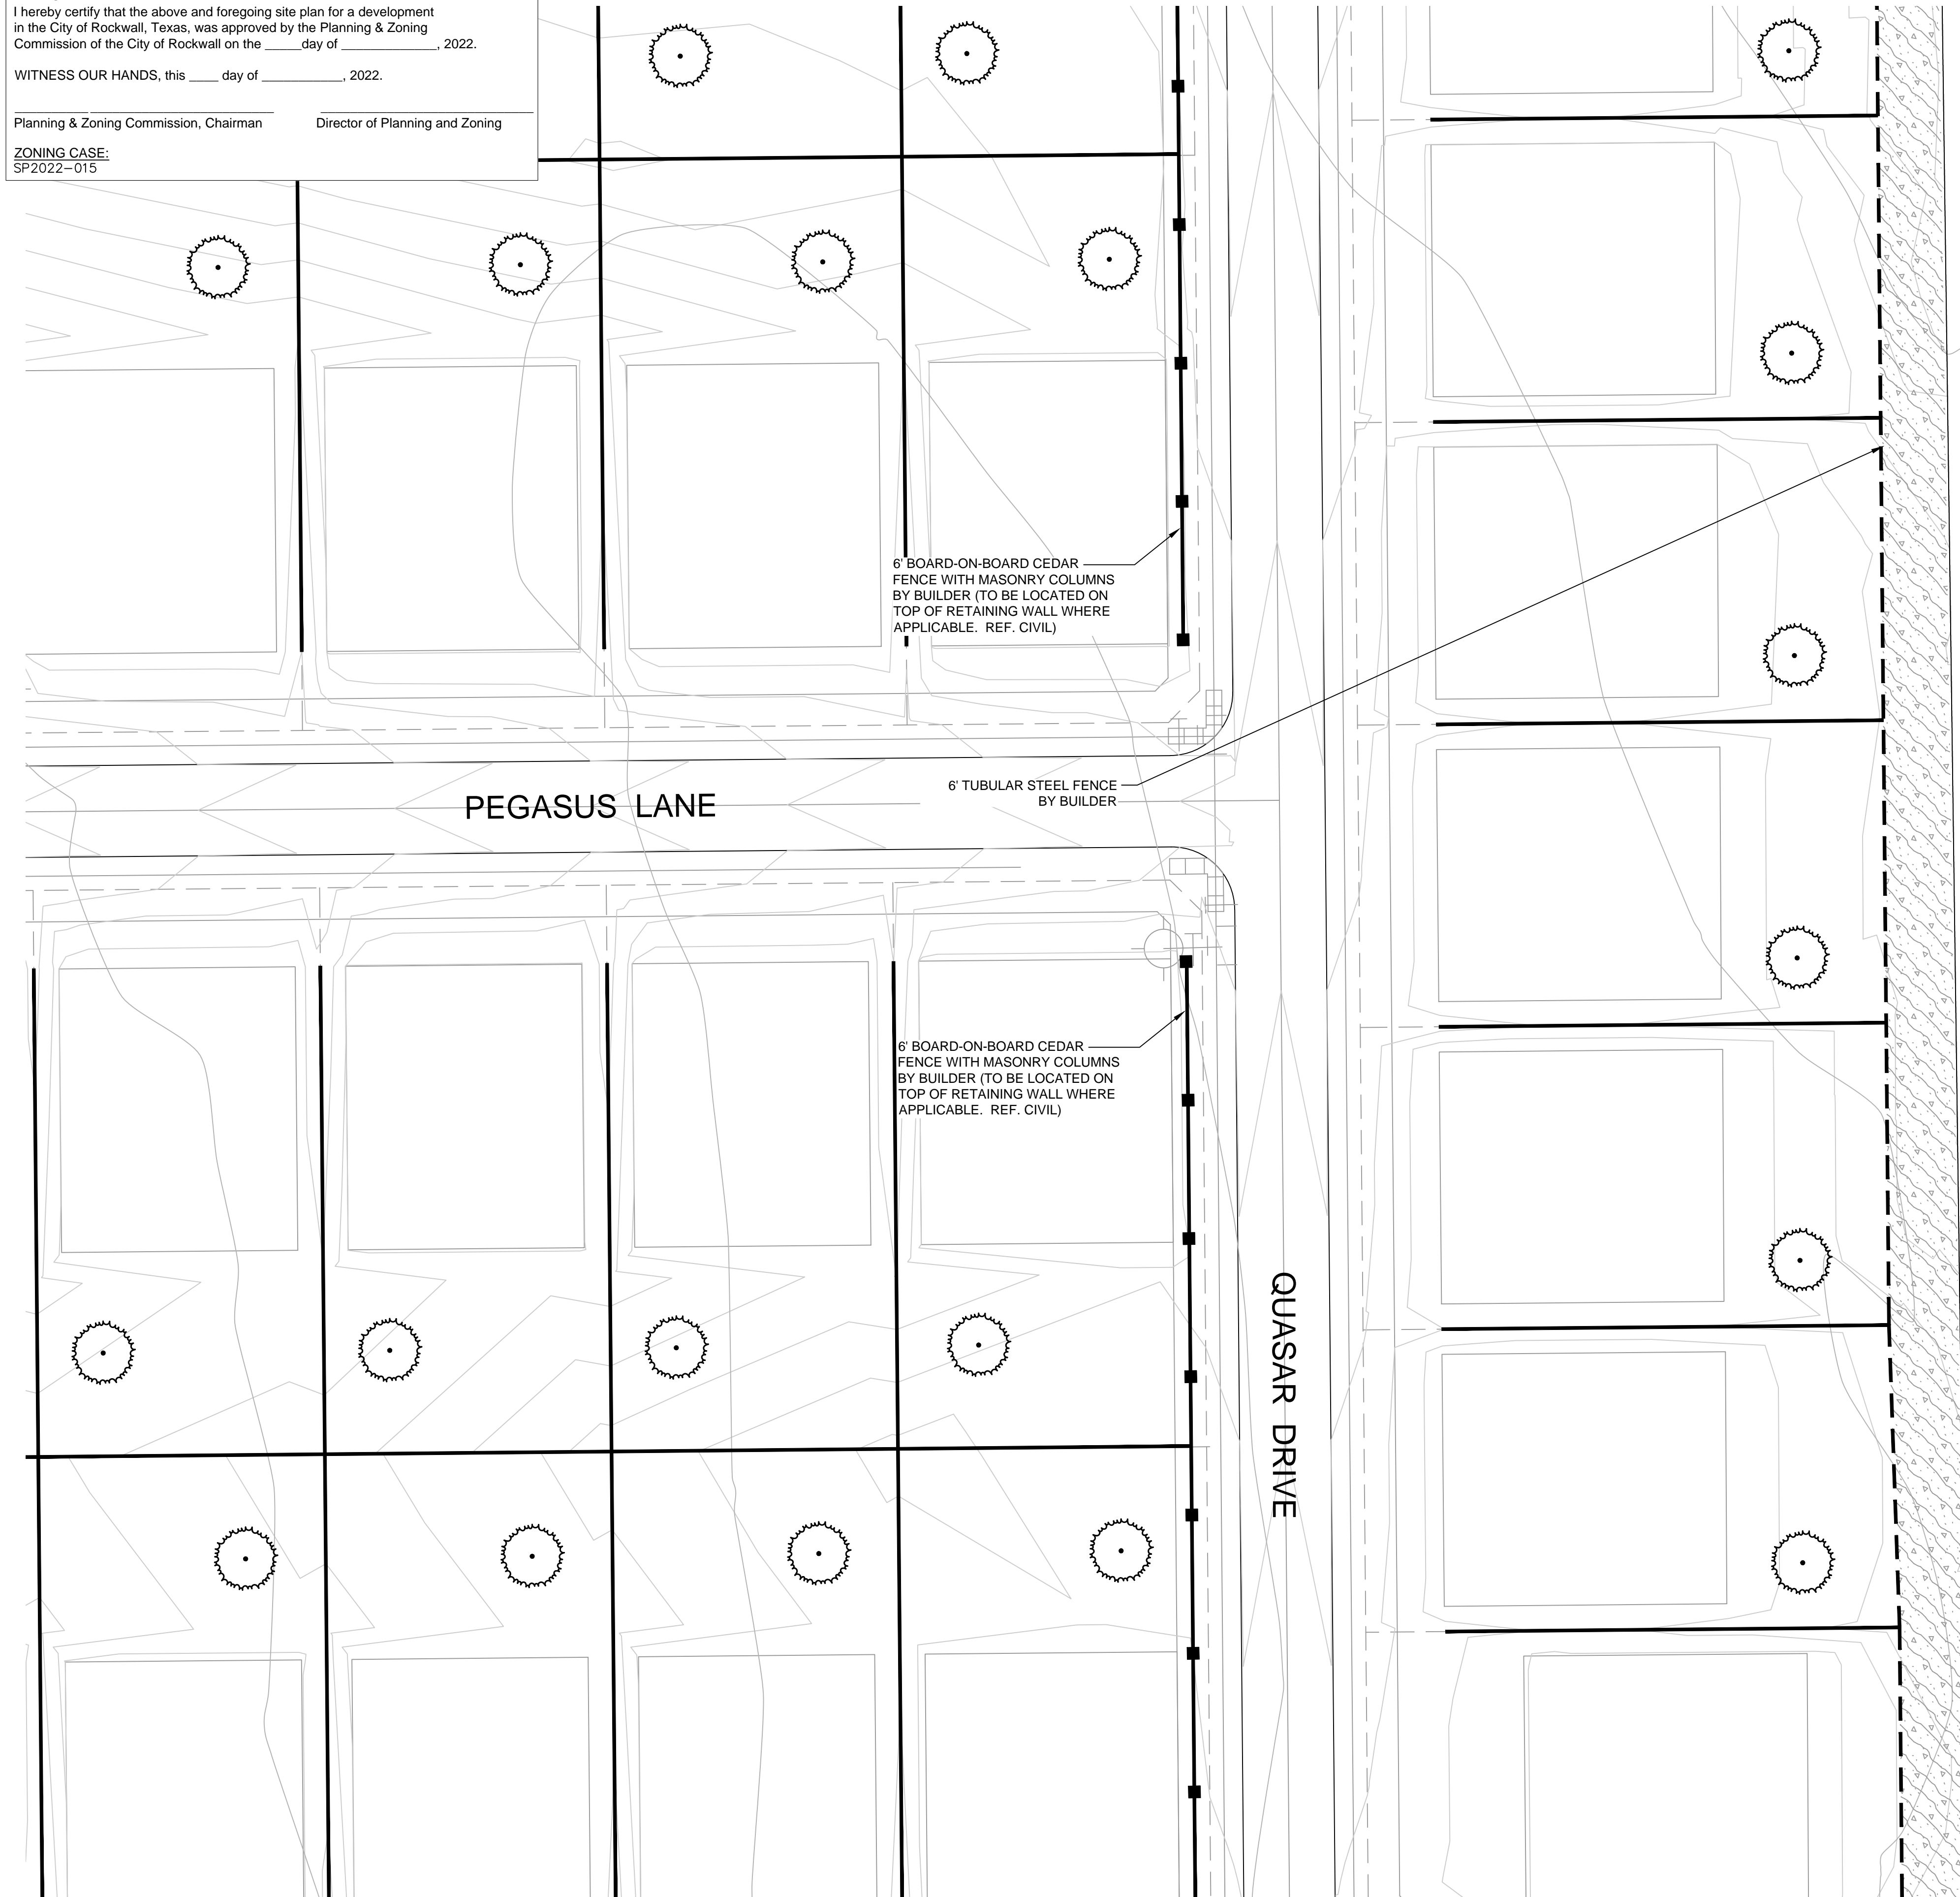 I hereby certify that the above and foregoing site plan for a development
in the City of Rockwall, Texas, was approved by the Planning & Zoning
Commission of the City of Rockwall on the _____day of _____________, 2022.
WITNESS OUR HANDS, this ____ day of ___________, 2022.
Planning & Zoning Commission, Chairman Director of Planning and Zoning
ZONING CASE:
SP2022-015
6' BOARD-ON-BOARD CEDAR
FENCE WITH MASONRY COLUMNS
BY BUILDER (TO BE LOCATED ON
TOP OF RETAINING WALL WHERE
APPLICABLE. REF. CIVIL)
6' TUBULAR STEEL FENCE
BY BUILDER
PEGASUS LANE
6' BOARD-ON-BOARD CEDAR
FENCE WITH MASONRY COLUMNS
BY BUILDER (TO BE LOCATED ON
TOP OF RETAINING WALL WHERE
APPLICABLE. REF. CIVIL)
QUASAR DRIVE